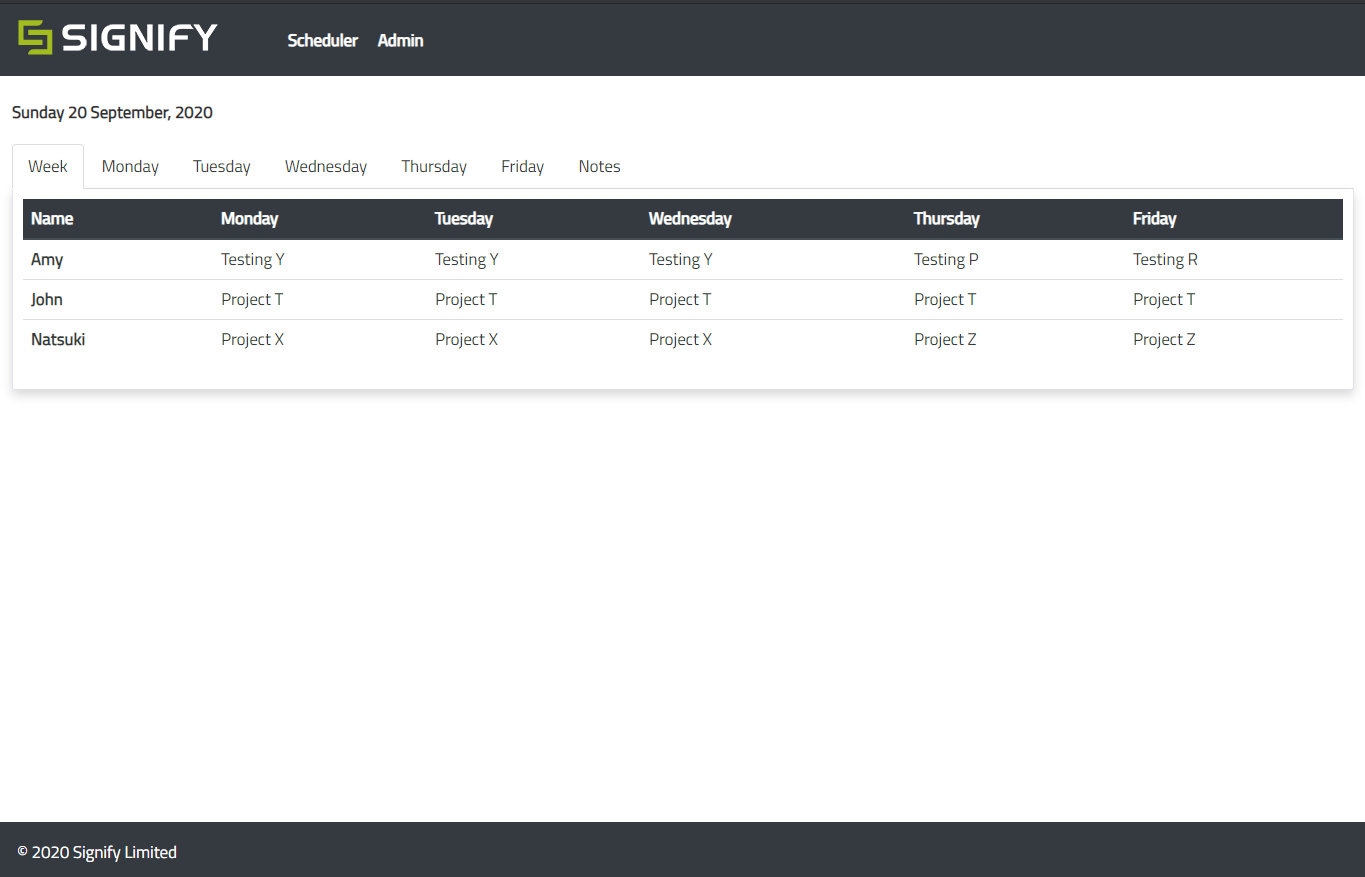 SIGNIFY Scheduler Admin
Sunday 20 September, 2020
Week Monday Tuesday Wednesday Thursday Friday Notes
Name Monday Tuesday Wednesday Thursday Friday
Amy Testing Y Testing Y Testing Y Testing P Testing R
John Project T Project T Project T Project T Project T
Natsuki Project X Project X Project X Project Z Project Z
© 2020 Signify Limited